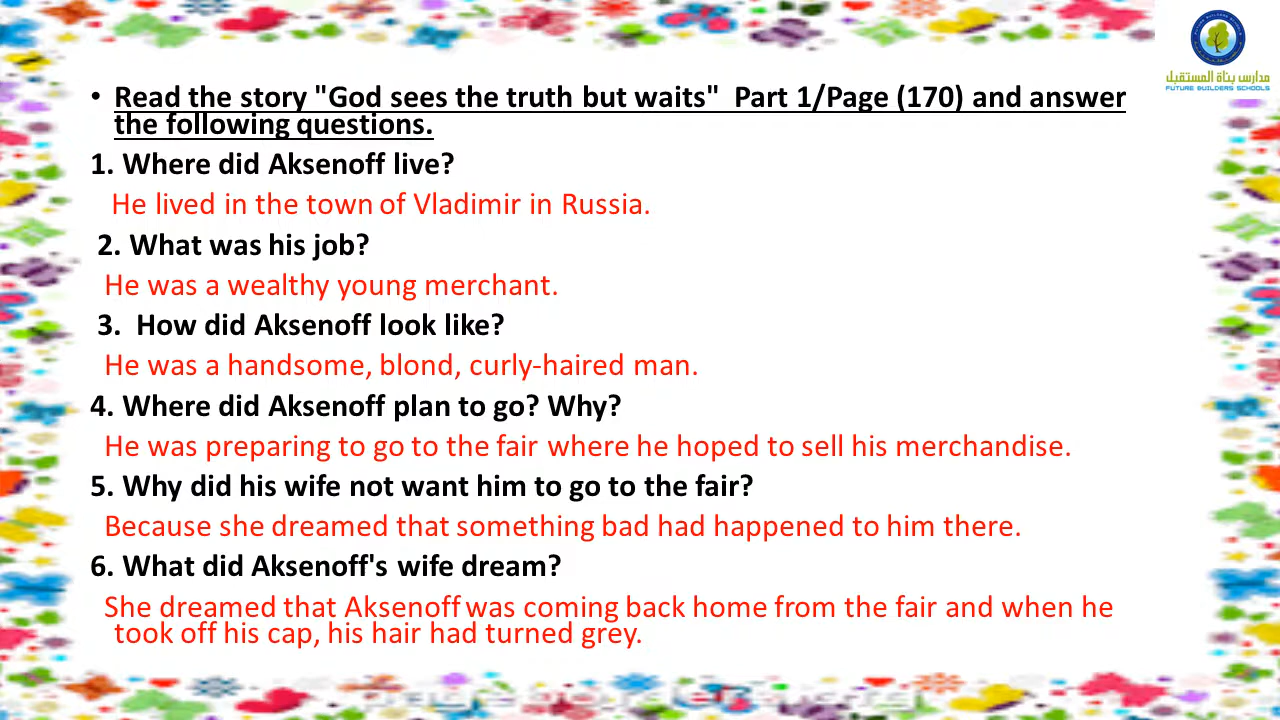 مدارس بناة المستقبل
FUTURE BUILDERS SCHOOLS
• Read the story "God sees the truth but waits"  Part 1/Page (170) and answer
the following questions.
1. Where did Aksenoff live?
He lived in the town of Vladimir in Russia.
2. What was his job?
He was a wealthy young merchant.
3.  How did Aksenoff look like?
He was a handsome, blond, curly-haired man.
4. Where did Aksenoff plan to go? Why?
He was preparing to go to the fair where he hoped to sell his merchandise.
5. Why did his wife not want him to go to the fair?
Because she dreamed that something bad had happened to him there.
6. What did Aksenoff's wife dream?
She dreamed that Aksenoff was coming back home from the fair and when he
took off his cap, his hair had turned grey.